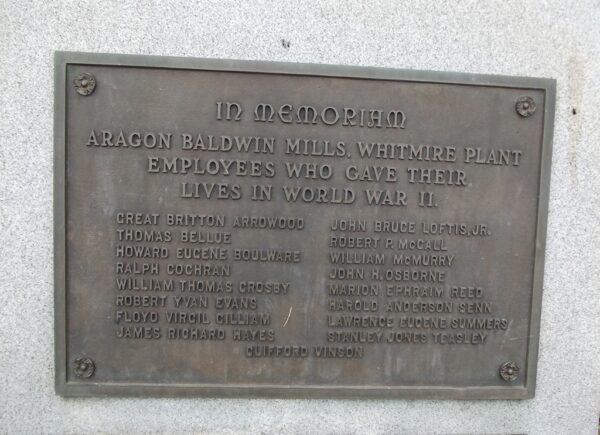 IN MEMORIAM
ARAGON BALDWIN MILLS, WHITMIRE PLANT
EMPLOYEES WHO GAVE THEIR
LIVES IN WORLD WAR II.
GREAT BRITTON ARROWOOD
THOMAS BELLUE
HOWARD EUGENE BOULWARE
RALPH COCHRAN
WILLIAM THOMAS CROSBY
ROBERT YVAN EVANS
FLOYD VIRGIL GILLIAM
JAMES RICHARD HAYES
JOHN BRUCE LOFTIS, JR.
ROBERT P. McCALL
WILLIAM McMURRY
JOHN H. OSBORNE
MARION EPHRAIM REED
HAROLD ANDERSON SENN
LAWRENCE EUGENE SUMMERS
STANLEY JONES TEASLEY
CLIFFORD VINSON